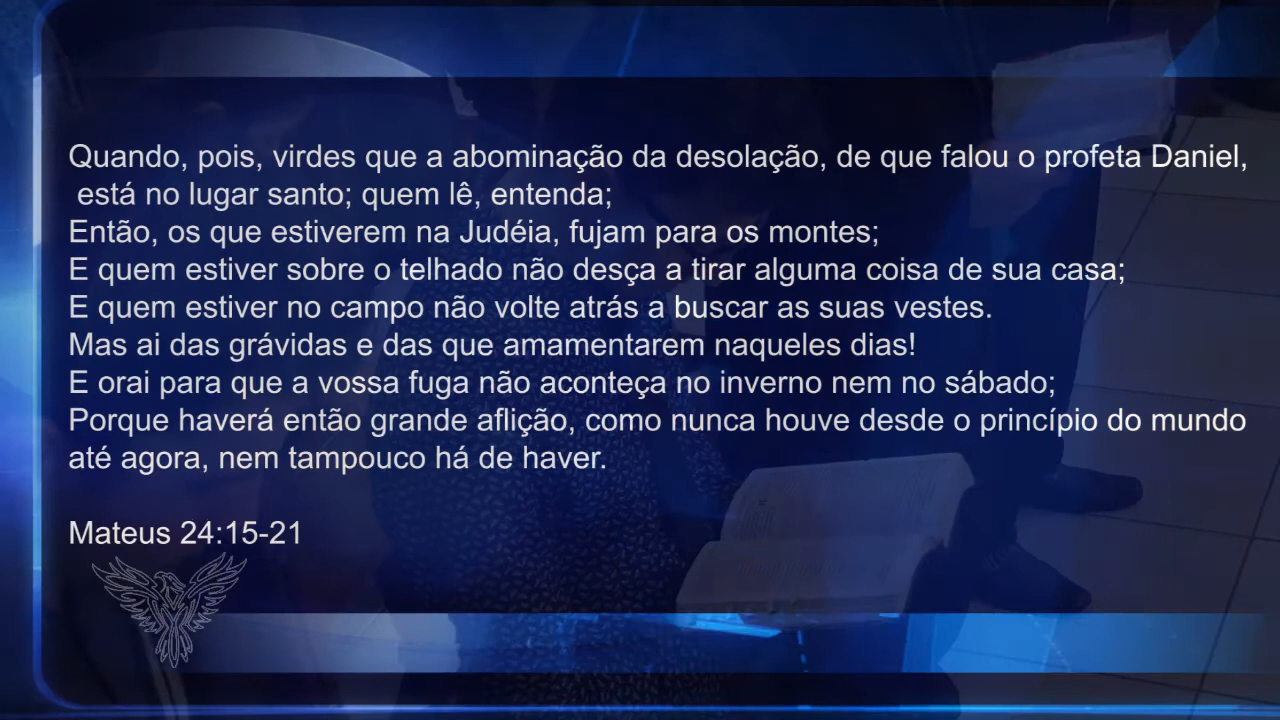 Quando, pois, virdes que a abominação da desolação, de que falou o profeta Daniel,
está no lugar santo; quem lê, entenda;
Então, os que estiverem na Judéia, fujam para os montes;
E quem estiver sobre o telhado não desça a tirar alguma coisa de sua casa;
E quem estiver no campo não volte atrás a buscar as suas vestes.
Mas ai das grávidas e das que amamentarem naqueles dias!
E orai para que a vossa fuga não aconteça no inverno nem no sábado;
Porque haverá então grande aflição, como nunca houve desde o princípio do mundo
até agora, nem tampouco há de haver.
Mateus 24:15-21